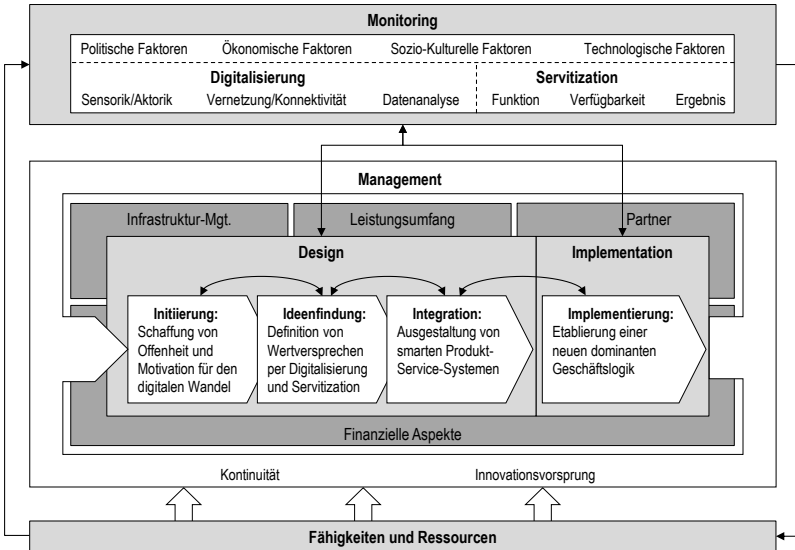 Monitoring
Politische Faktoren Ökonomische Faktoren Sozio-Kulturelle Faktoren Technologische Faktoren
Digitalisierung Servitization
Sensorik/Aktorik Vernetzung/Konnektivität Datenanalyse Funktion Verfügbarkeit Ergebnis
Management
Infrastruktur-Mgt. Leistungsumfang Partner
Design Implementation
Initiierung:
Schaffung von
Offenheit und
Motivation für den
digitalen Wandel
Ideenfindung:
Definition von
Wertversprechen
per Digitalisierung
und Servitization
Integration:
Ausgestaltung von
smarten Produkt-
Service-Systemen
Implementierung:
Etablierung einer
neuen dominanten
Geschäftslogik
Finanzielle Aspekte
Kontinuität Innovationsvorsprung
Fähigkeiten und Ressourcen